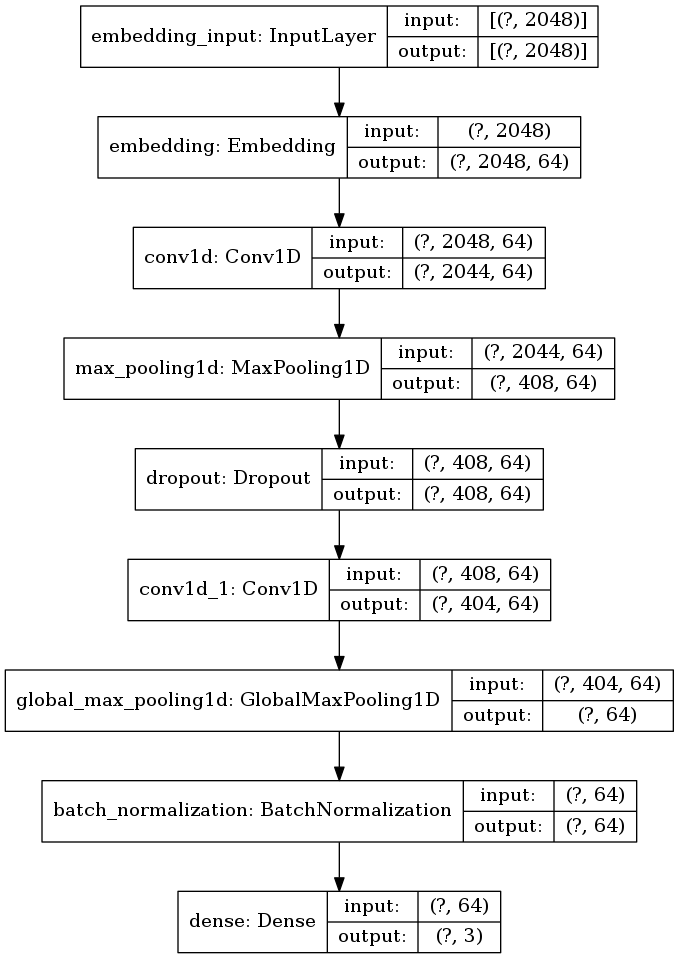 embedding_input: InputLayer
input: [(?, 2048)]
output: [(?, 2048)]
embedding: Embedding
input: (?, 2048)
output: (?, 2048, 64)
conv1d: Conv1D
input: (?, 2048, 64)
output: (?, 2044, 64)
max_pooling1d: MaxPooling1D
input: (?, 2044, 64)
output: (?, 408, 64)
dropout: Dropout
input: (?, 408, 64)
output: (?, 408, 64)
conv1d_1: Conv1D
input: (?, 408, 64)
output: (?, 404, 64)
global_max_pooling1d: GlobalMaxPooling1D
input: (?, 404, 64)
output: (?, 64)
batch_normalization: BatchNormalization
input: (?, 64)
output: (?, 64)
dense: Dense
input: (?, 64)
output: (?, 3)